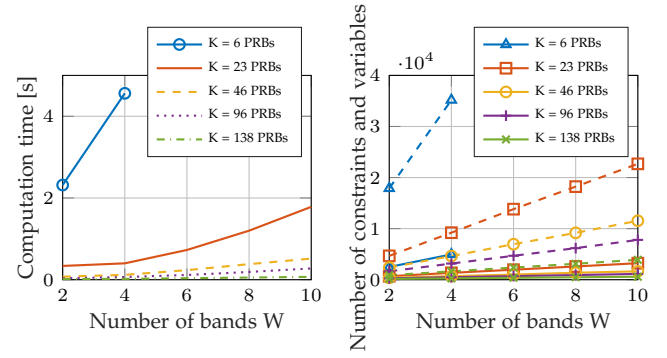 K = 6 PRBs
K = 23 PRBs
K = 46 PRBs
K = 96 PRBs
K = 138 PRBs
Computation time [s]
4
2
0
2
4
6
8
10
Number of bands W
K = 6 PRBs
K = 23 PRBs
K = 46 PRBs
K = 96 PRBs
K = 138 PRBs
Number of constraints and variables
·10⁴
4
3
2
1
0
2
4
6
8
10
Number of bands W